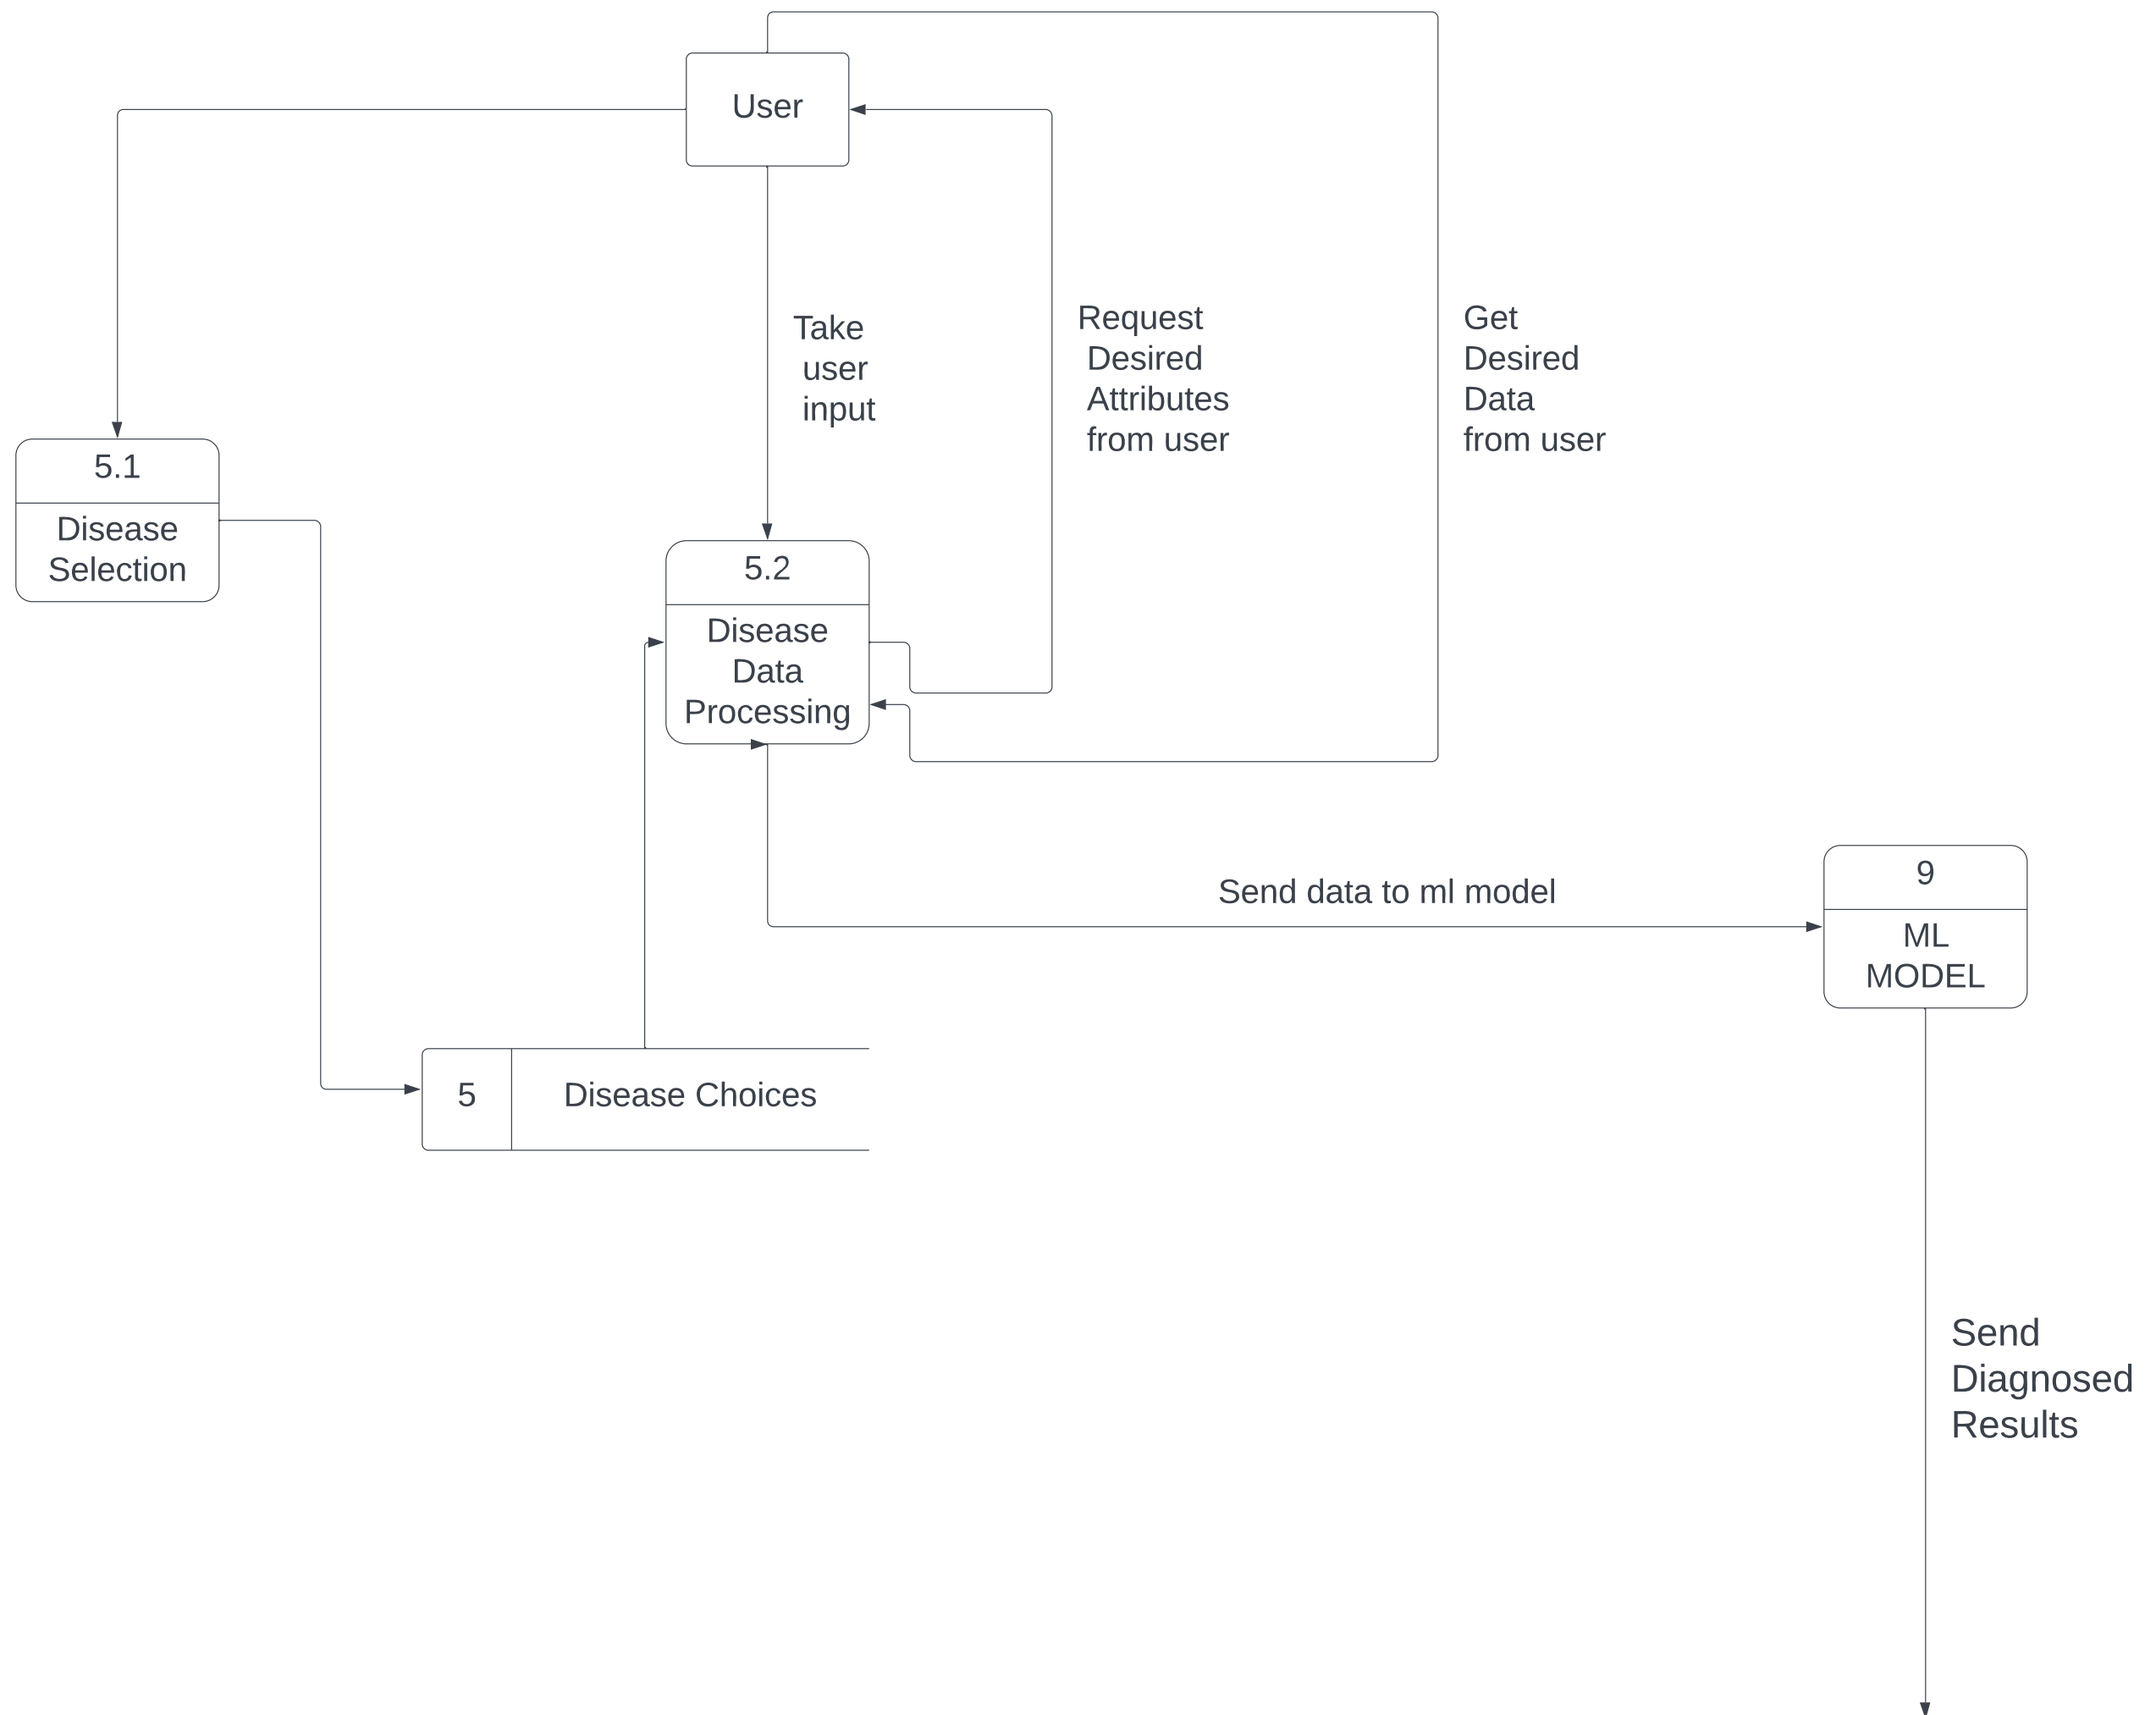 User
Take
user
input
Request
Desired
Attributes
from user
Get
Desired
Data
from user
5.1
Disease
Selection
5.2
Disease
Data
Processing
Send data to ml model
9
ML
MODEL
5
Disease Choices
Send
Diagnosed
Results